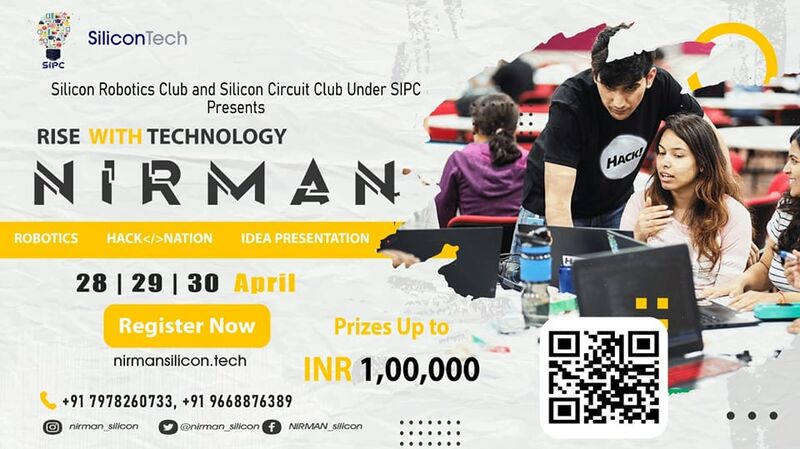 SiliconTech
SIPC
Silicon Robotics Club and Silicon Circuit Club Under SIPC
Presents
RISE WITH TECHNOLOGY
NIRMAN
ROBOTICS HACK</>NATION IDEA PRESENTATION
28 | 29 | 30 April
Register Now
nirmansilicon.tech
Prizes Up to
INR 1,00,000
+91 7978260733, +91 9668876389
nirman_silicon @nirman_silicon NIRMAN_silicon
HACK!